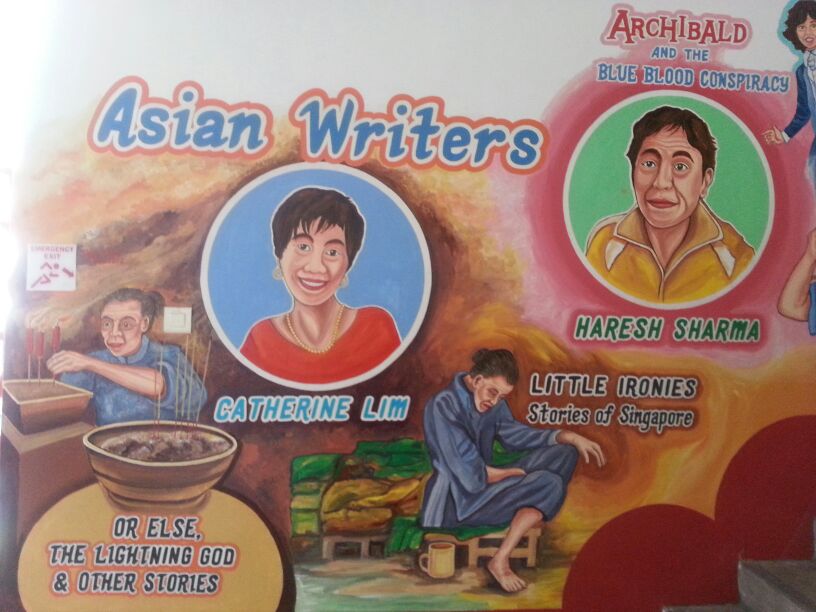 ARCHIBALD
AND THE
BLUE BLOOD CONSPIRACY
Asian Writers
EMERGENCY
EXIT
HARESH SHARMA
CATHERINE LIM
LITTLE IRONIES
Stories of Singapore
OR ELSE,
THE LIGHTNING GOD
& OTHER STORIES